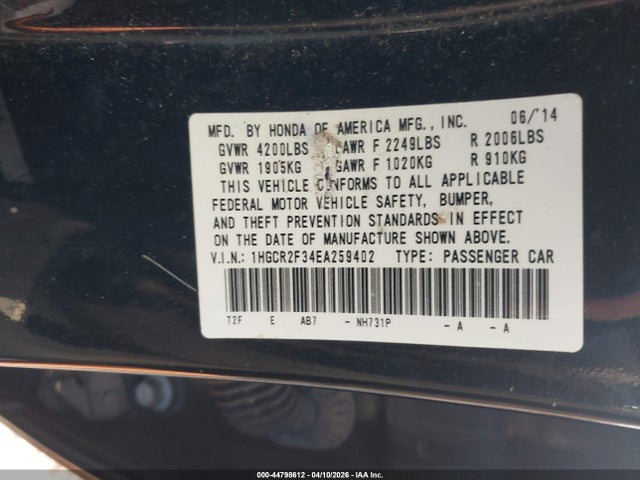 MFD. BY HONDA OF AMERICA MFG., INC. 06/'14
GVWR 4200LBS GAWR F 2249LBS R 2006LBS
GVWR 1905KG GAWR F 1020KG R 910KG
THIS VEHICLE CONFORMS TO ALL APPLICABLE
FEDERAL MOTOR VEHICLE SAFETY, BUMPER,
AND THEFT PREVENTION STANDARDS IN EFFECT
ON THE DATE OF MANUFACTURE SHOWN ABOVE.
V.I.N.: 1HGCR2F34EA259402 TYPE: PASSENGER CAR
T2F E AB7 - NH731P - A - A
000-44798612 - 04/10/2026 - IAA Inc.